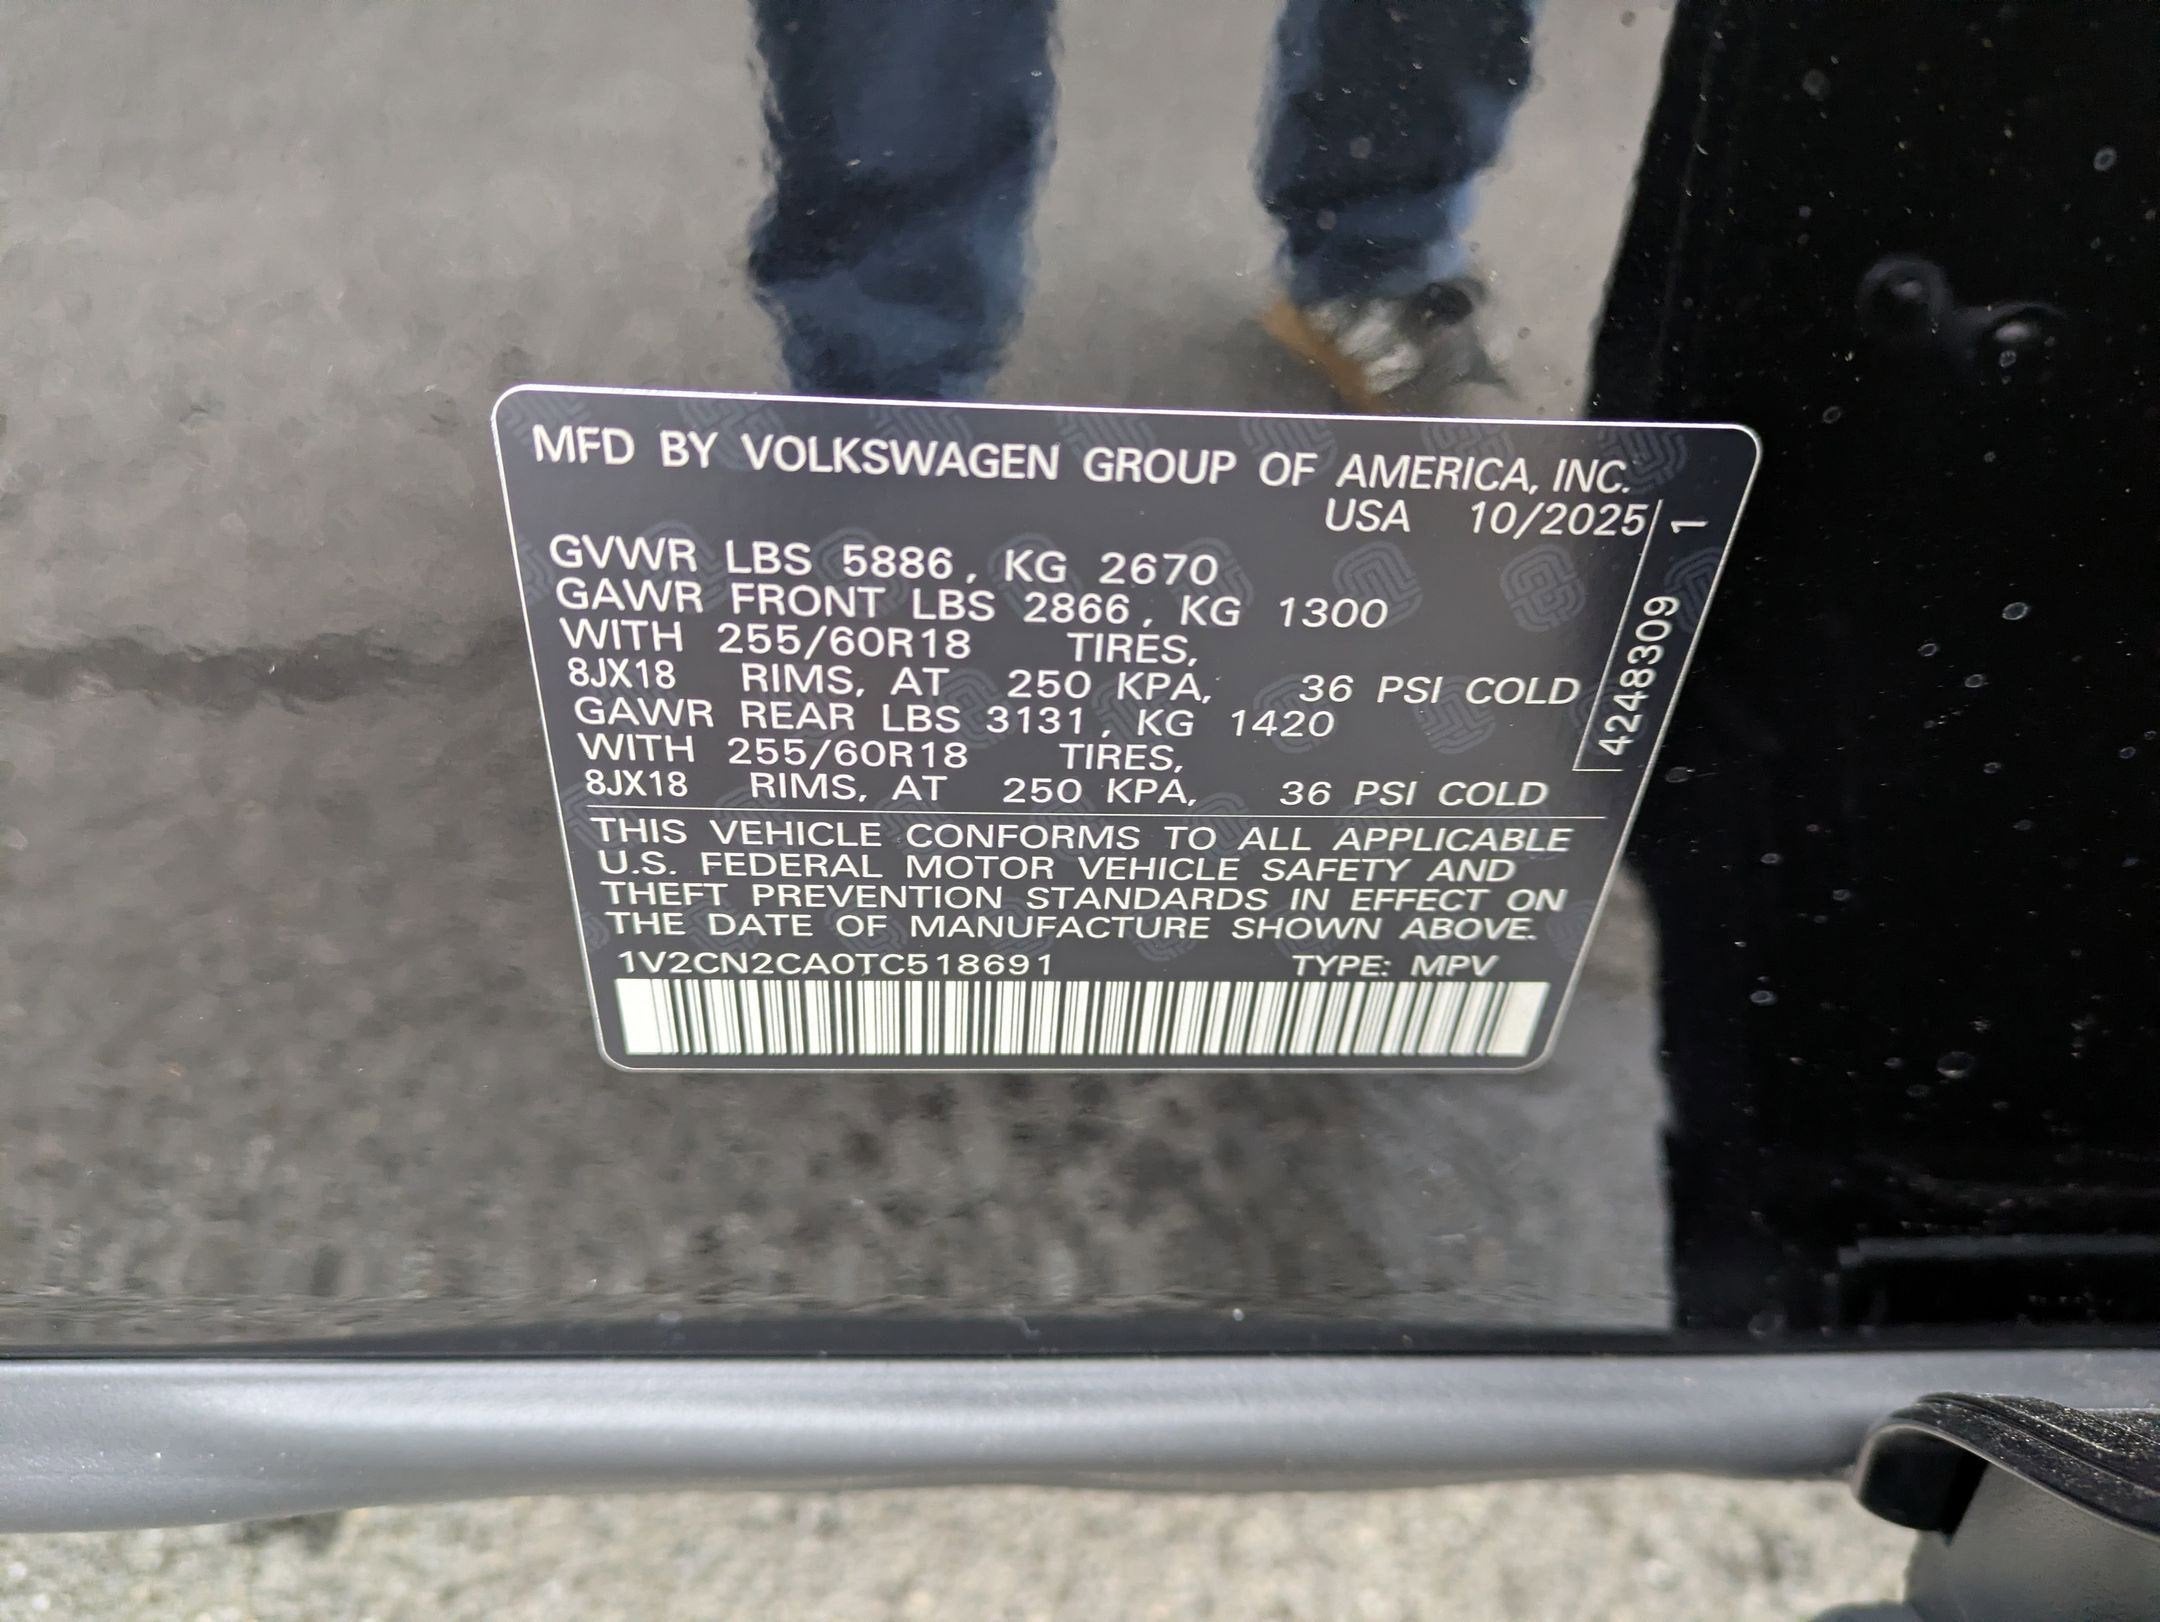 MFD BY VOLKSWAGEN GROUP OF AMERICA, INC.
USA 10/2025
GVWR LBS 5886, KG 2670
GAWR FRONT LBS 2866, KG 1300
WITH 255/60R18 TIRES,
8JX18 RIMS, AT 250 KPA, 36 PSI COLD
GAWR REAR LBS 3131, KG 1420
WITH 255/60R18 TIRES,
8JX18 RIMS, AT 250 KPA, 36 PSI COLD
THIS VEHICLE CONFORMS TO ALL APPLICABLE
U.S. FEDERAL MOTOR VEHICLE SAFETY AND
THEFT PREVENTION STANDARDS IN EFFECT ON
THE DATE OF MANUFACTURE SHOWN ABOVE.
1V2CN2CA0TC518691 TYPE: MPV
4248309 1